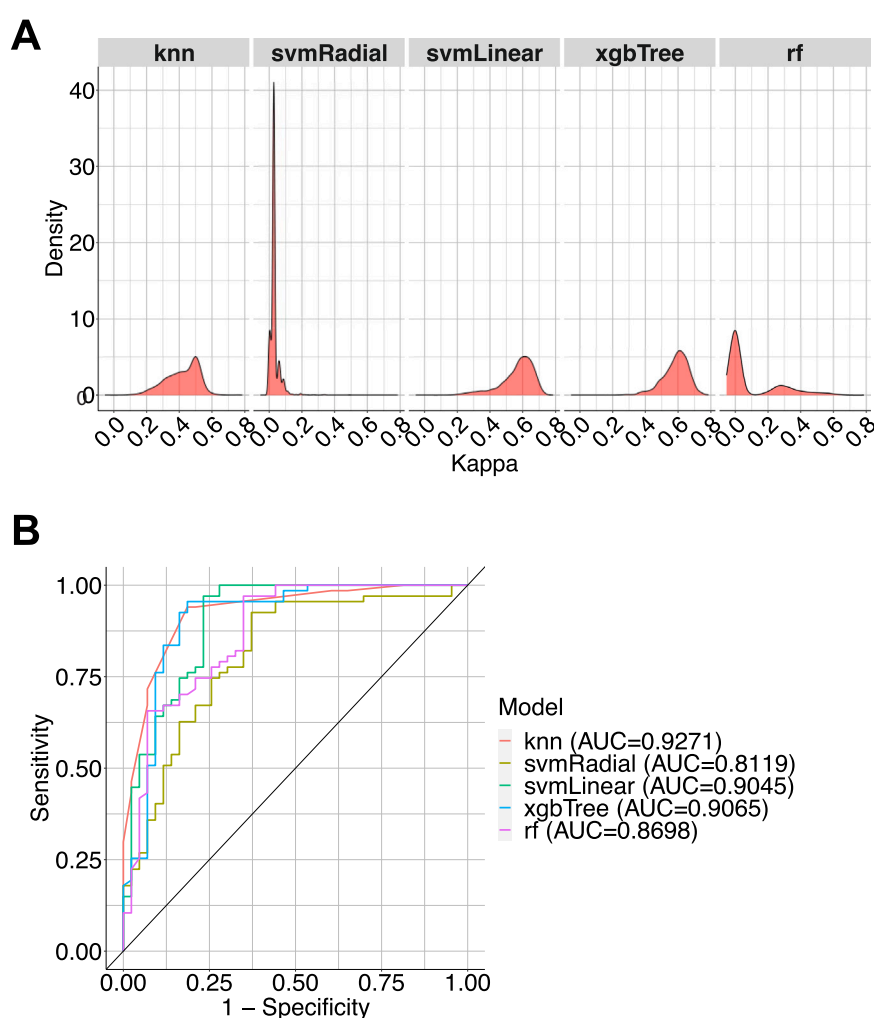 A
knn svmRadial svmLinear xgbTree rf
40
30
20
10
0
0
Density
0.0 0.2 0.4 0.6 0.8 0.0 0.2 0.4 0.6 0.8 0.0 0.2 0.4 0.6 0.8 0.0 0.2 0.4 0.6 0.8 0.0 0.2 0.4 0.6 0.8
Kappa
B
1.00
0.75
0.50
0.25
0.00
Sensitivity
0.00 0.25 0.50 0.75 1.00
1 – Specificity
Model
knn (AUC=0.9271)
svmRadial (AUC=0.8119)
svmLinear (AUC=0.9045)
xgbTree (AUC=0.9065)
rf (AUC=0.8698)